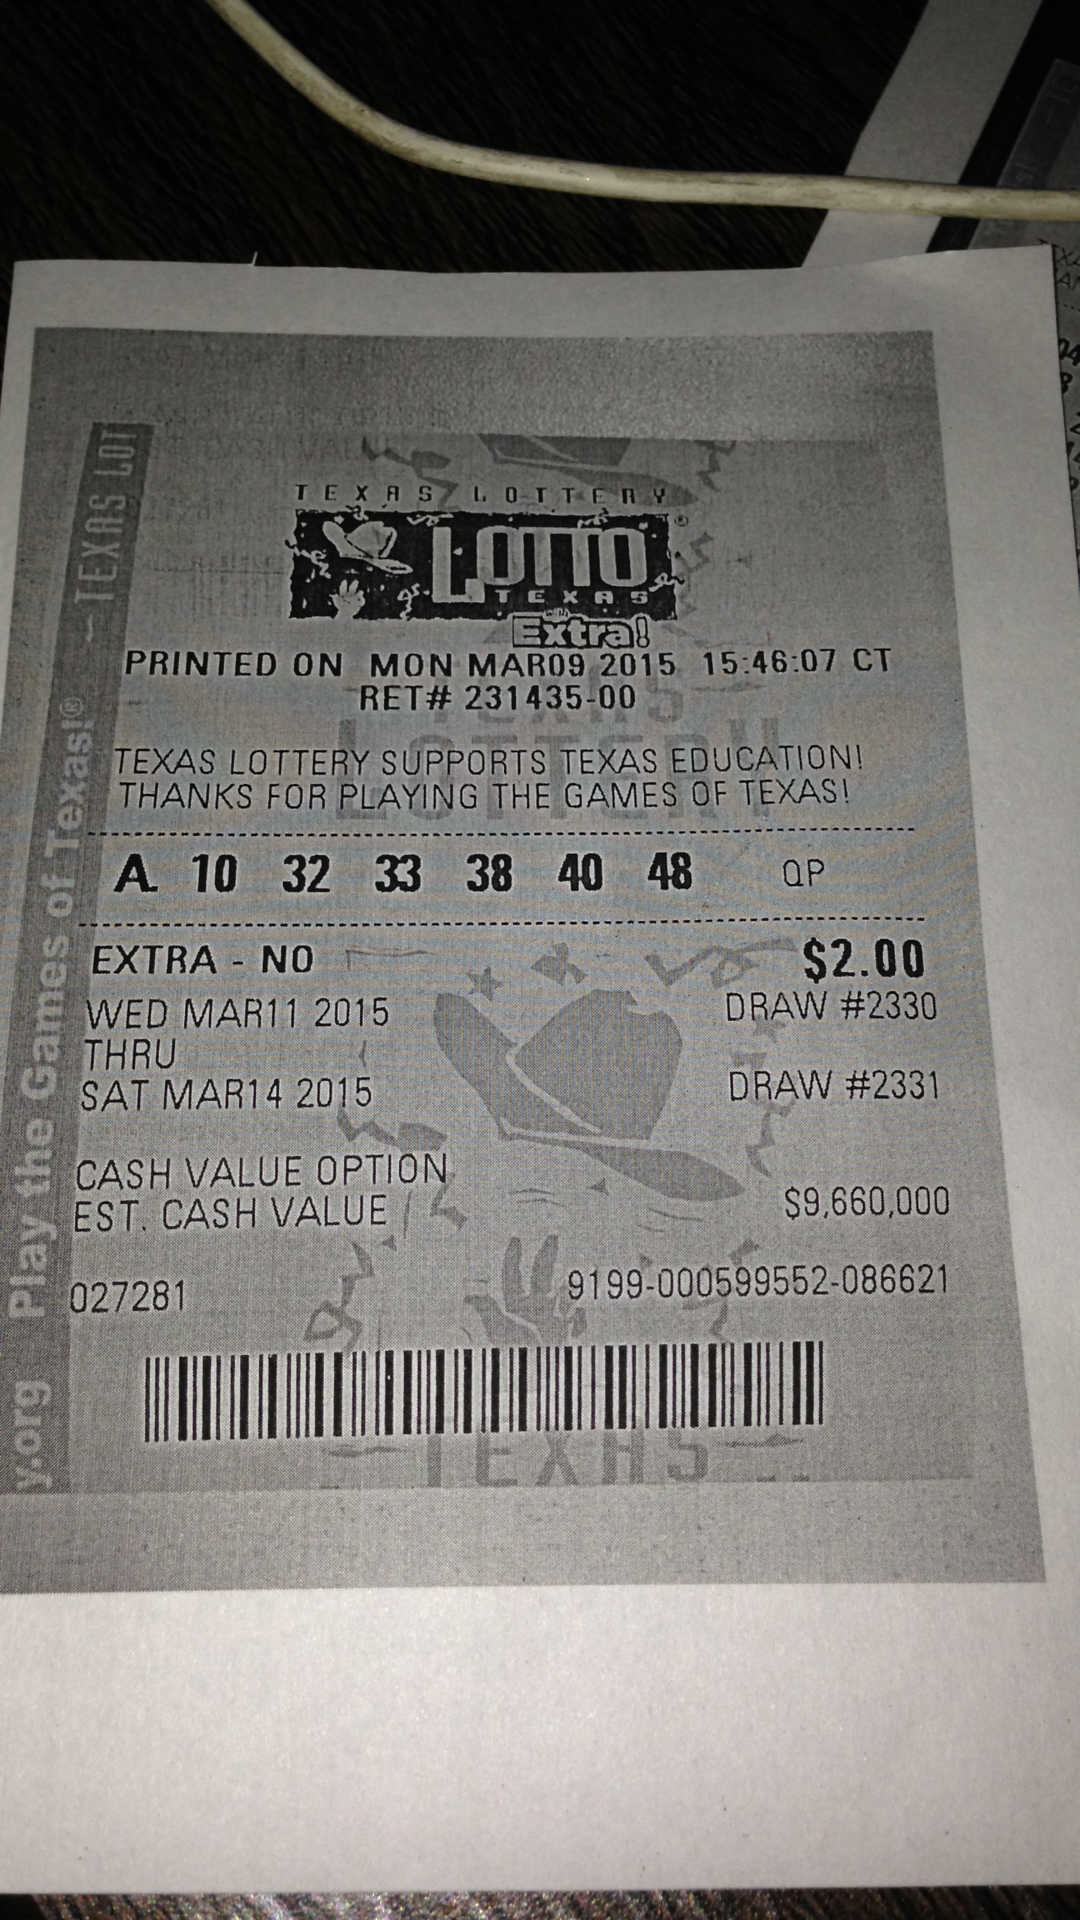 TEXAS LOTTERY
LOTTO
TEXAS
with
Extra!
PRINTED ON MON MAR09 2015 15:46:07 CT
RET# 231435-00
TEXAS LOTTERY SUPPORTS TEXAS EDUCATION!
THANKS FOR PLAYING THE GAMES OF TEXAS!
A. 10 32 33 38 40 48 QP
EXTRA - NO $2.00
WED MAR11 2015 DRAW #2330
THRU
SAT MAR14 2015 DRAW #2331
CASH VALUE OPTION
EST. CASH VALUE $9,660,000
027281 9199-000599552-086621
TEXAS
y.org Play the Games of Texas!® — TEXAS LOT
TEXAS
LOTTERY